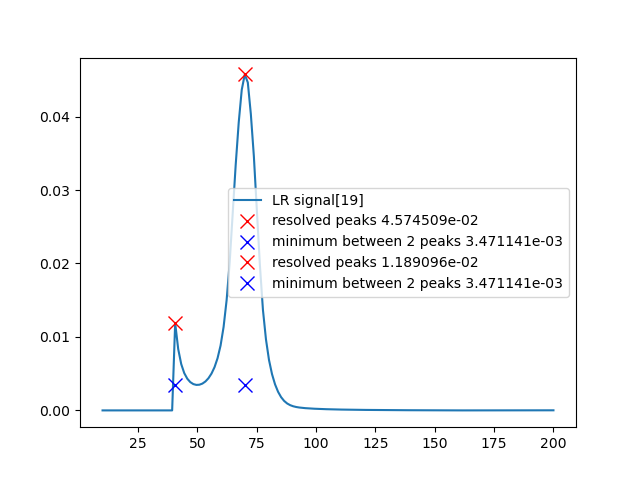 0.04
0.03
0.02
0.01
0.00
LR signal[19]
resolved peaks 4.574509e-02
minimum between 2 peaks 3.471141e-03
resolved peaks 1.189096e-02
minimum between 2 peaks 3.471141e-03
25 50 75 100 125 150 175 200